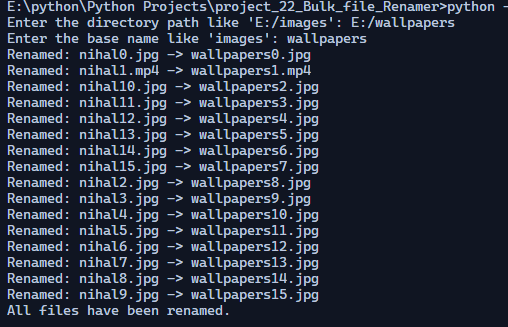 E:\python\Python Projects\project_22_Bulk_file_Renamer>python -
Enter the directory path like 'E:/images': E:/wallpapers
Enter the base name like 'images': wallpapers
Renamed: nihal0.jpg -> wallpapers0.jpg
Renamed: nihal1.mp4 -> wallpapers1.mp4
Renamed: nihal10.jpg -> wallpapers2.jpg
Renamed: nihal11.jpg -> wallpapers3.jpg
Renamed: nihal12.jpg -> wallpapers4.jpg
Renamed: nihal13.jpg -> wallpapers5.jpg
Renamed: nihal14.jpg -> wallpapers6.jpg
Renamed: nihal15.jpg -> wallpapers7.jpg
Renamed: nihal2.jpg -> wallpapers8.jpg
Renamed: nihal3.jpg -> wallpapers9.jpg
Renamed: nihal4.jpg -> wallpapers10.jpg
Renamed: nihal5.jpg -> wallpapers11.jpg
Renamed: nihal6.jpg -> wallpapers12.jpg
Renamed: nihal7.jpg -> wallpapers13.jpg
Renamed: nihal8.jpg -> wallpapers14.jpg
Renamed: nihal9.jpg -> wallpapers15.jpg
All files have been renamed.